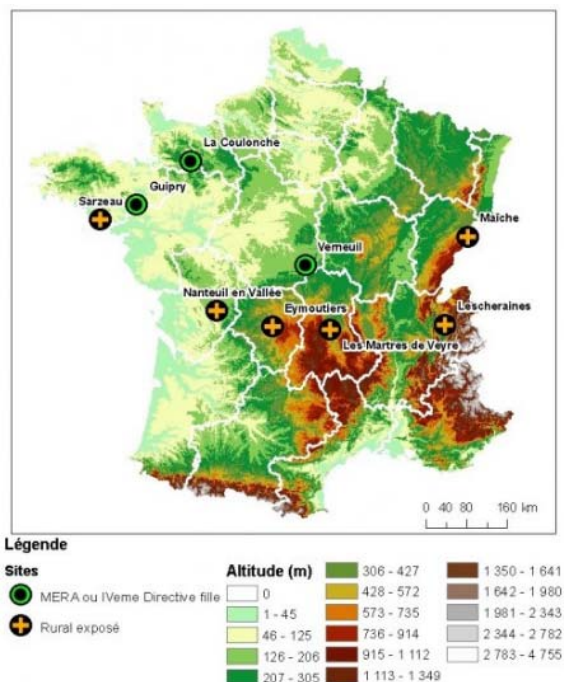 La Coulonche
Guipry
Sarzeau
Maîche
Verneuil
Nanteuil en Vallée
Eymoutiers
Lescheraines
Les Martres de Veyre
0 40 80 160 km
Légende
Sites
MERA ou IVeme Directive fille
Rural exposé
Altitude (m)
0
1 - 45
46 - 125
126 - 206
207 - 305
306 - 427
428 - 572
573 - 735
736 - 914
915 - 1 112
1 113 - 1 349
1 350 - 1 641
1 642 - 1 980
1 981 - 2 343
2 344 - 2 782
2 783 - 4 755